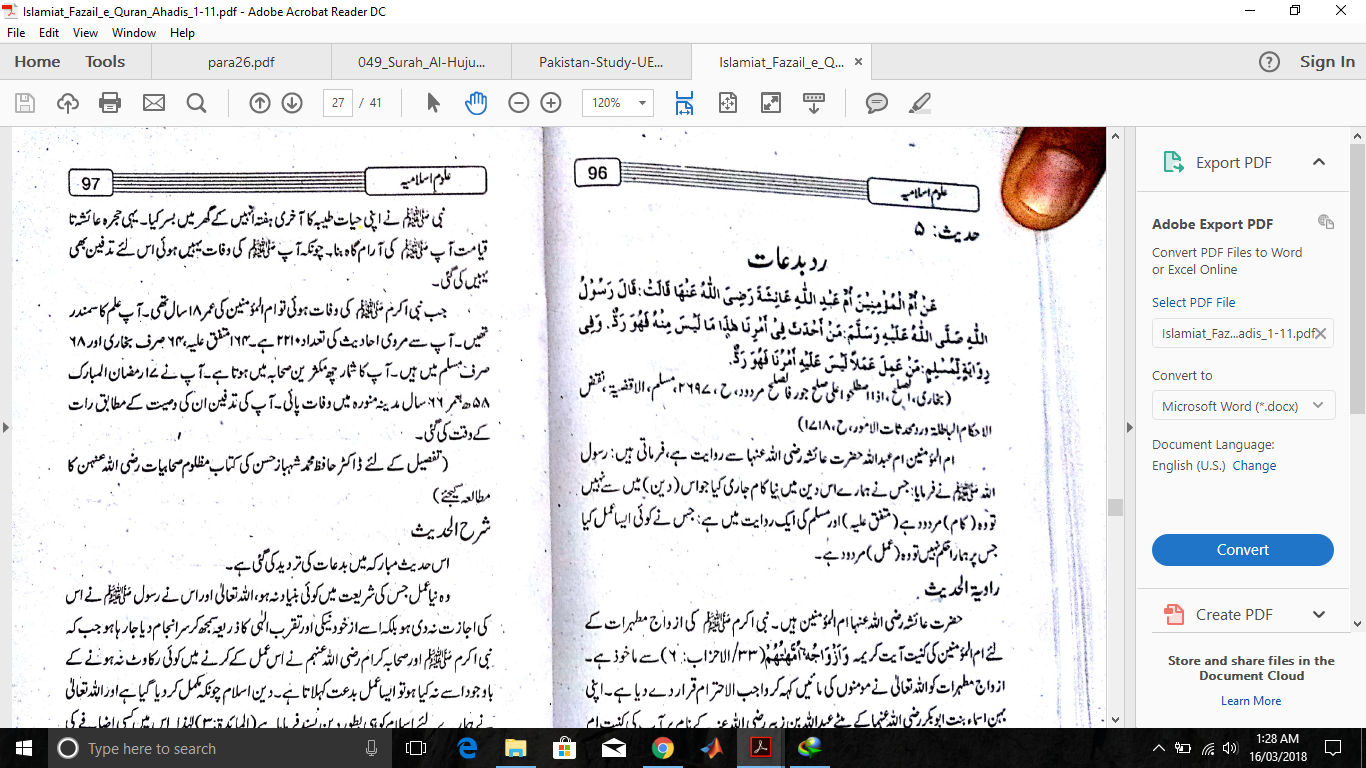 Islamiat_Fazail_e_Quran_Ahadis_1-11.pdf - Adobe Acrobat Reader DC
File Edit View Window Help
Home Tools para26.pdf 049_Surah_Al-Huju... Pakistan-Study-UE... Islamiat_Fazail_e_Q... × Sign In
27 / 41 120%
96
علوم اسلامیہ
حدیث: ۵
رد بدعات
عَنْ أُمِّ الْمُؤْمِنِيْنَ أُمِّ عَبْدِ اللّٰهِ عَائِشَةَ رَضِيَ اللّٰهُ عَنْهَا قَالَتْ: قَالَ رَسُوْلُ
اللّٰهِ صَلَّى اللّٰهُ عَلَيْهِ وَسَلَّمَ: مَنْ أَحْدَثَ فِيْ أَمْرِنَا هٰذَا مَا لَيْسَ مِنْهُ فَهُوَ رَدٌّ. وَفِي
رِوَايَةٍ لِمُسْلِمٍ: مَنْ عَمِلَ عَمَلًا لَيْسَ عَلَيْهِ أَمْرُنَا فَهُوَ رَدٌّ.
(بخاری، الصلح، اذا اصطلحوا علی صلح جور فالصلح مردود، ح ، ۲۶۹۷، مسلم، الاقضیۃ، نقض
الاحکام الباطلۃ ورد محدثات الامور، ح، ۱۷۱۸)
ام المؤمنین ام عبداللہ حضرت عائشہ رضی اللہ عنہا سے روایت ہے، فرماتی ہیں: رسول
اللہ ﷺ نے فرمایا: جس نے ہمارے اس دین میں نیا کام جاری کیا جو اس (دین) میں سے نہیں
تو وہ (کام) مردود ہے (متفق علیہ) اور مسلم کی ایک روایت میں ہے: جس نے کوئی ایسا عمل کیا
جس پر ہمارا حکم نہیں تو وہ (عمل) مردود ہے۔
راویۃ الحدیث
حضرت عائشہ رضی اللہ عنہا ام المؤمنین ہیں۔ نبی اکرم ﷺ کی ازواج مطہرات کے
لئے ام المؤمنین کی کنیت آیت کریمہ وَأَزْوَاجُهٗ أُمَّهٰتُهُمْ (۳۳/الاحزاب: ۶) سے ماخوذ ہے۔
ازواج مطہرات کو اللہ تعالیٰ نے مومنوں کی مائیں کہہ کر واجب الاحترام قرار دے دیا ہے۔ اپنی
بہن اسماء بنت ابوبکر رضی اللہ عنہا کے بیٹے عبداللہ بن زبیر رضی اللہ عنہ کے نام پر آپ کی کنیت ام
97
علوم اسلامیہ
نبی ﷺ نے اپنی حیات طیبہ کا آخری ہفتہ انہیں کے گھر میں بسر کیا۔ یہی حجرہ عائشہ تا
قیامت آپ ﷺ کی آرام گاہ بنا۔ چونکہ آپ ﷺ کی وفات یہیں ہوئی اس لئے تدفین بھی
یہیں کی گئی۔
جب نبی اکرم ﷺ کی وفات ہوئی تو ام المؤمنین کی عمر ۱۸ سال تھی۔ آپ علم کا سمندر
تھیں۔ آپ سے مروی احادیث کی تعداد ۲۲۱۰ ہے۔ ۱۶۴ متفق علیہ، ۶۴ صرف بخاری اور ۶۸
صرف مسلم میں ہیں۔ آپ کا شمار چھ مکثرین صحابہ میں ہوتا ہے۔ آپ نے ۱۷ رمضان المبارک
۵۸ھ بعمر ۶۶ سال مدینہ منورہ میں وفات پائی۔ آپ کی تدفین ان کی وصیت کے مطابق رات
کے وقت کی گئی۔
(تفصیل کے لئے ڈاکٹر حافظ محمد شہباز حسن کی کتاب مظلوم صحابیات رضی اللہ عنہن کا
مطالعہ کیجئے)
شرح الحدیث
اس حدیث مبارکہ میں بدعات کی تردید کی گئی ہے۔
وہ نیا عمل جس کی شریعت میں کوئی بنیاد نہ ہو، اللہ تعالیٰ اور اس نے رسول ﷺ نے اس
کی اجازت نہ دی ہو بلکہ اسے از خود نیکی اور تقرب الٰہی کا ذریعہ سمجھ کر سرانجام دیا جا رہا ہو جب کہ
نبی اکرم ﷺ اور صحابہ کرام رضی اللہ عنہم نے اس عمل کے کرنے میں کوئی رکاوٹ نہ ہونے کے
باوجود اسے نہ کیا ہو تو ایسا عمل بدعت کہلاتا ہے۔ دین اسلام چونکہ مکمل کر دیا گیا ہے اور اللہ تعالیٰ
نے ہمارے لئے اسلام کو ہی بطور دین پسند فرمایا ہے (المائدۃ:۳) لہٰذا اس میں کسی اضافے کی
Export PDF
Adobe Export PDF
Convert PDF Files to Word
or Excel Online
Select PDF File
Islamiat_Faz...adis_1-11.pdf ×
Convert to
Microsoft Word (*.docx)
Document Language:
English (U.S.) Change
Convert
Create PDF
Store and share files in the
Document Cloud
Learn More
Type here to search
1:28 AM
16/03/2018